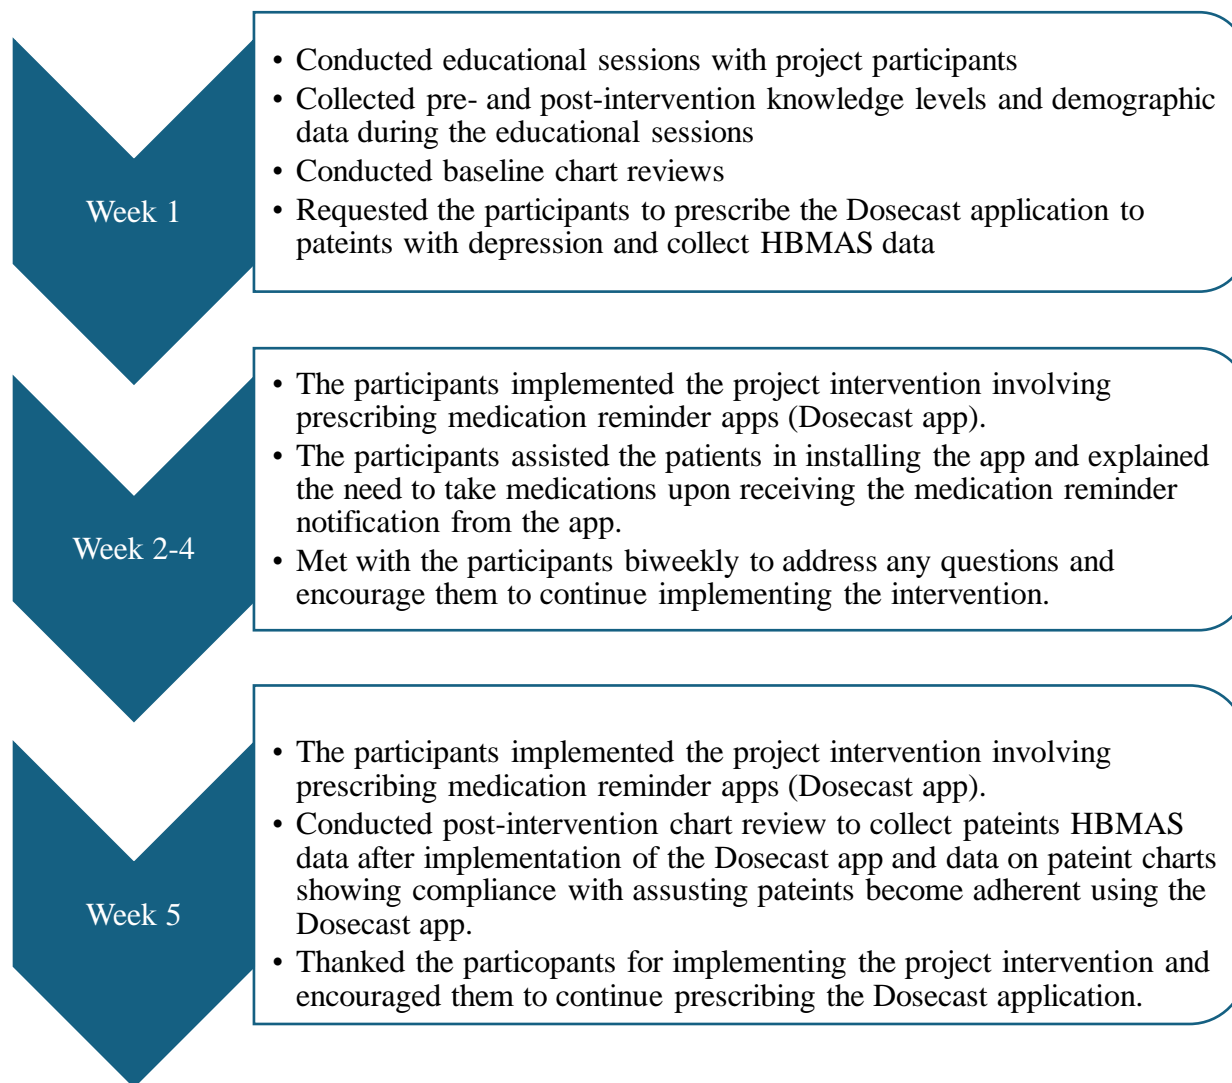 Week 1
• Conducted educational sessions with project participants
• Collected pre- and post-intervention knowledge levels and demographic
data during the educational sessions
• Conducted baseline chart reviews
• Requested the participants to prescribe the Dosecast application to
pateints with depression and collect HBMAS data
Week 2-4
• The participants implemented the project intervention involving
prescribing medication reminder apps (Dosecast app).
• The participants assisted the patients in installing the app and explained
the need to take medications upon receiving the medication reminder
notification from the app.
• Met with the participants biweekly to address any questions and
encourage them to continue implementing the intervention.
Week 5
• The participants implemented the project intervention involving
prescribing medication reminder apps (Dosecast app).
• Conducted post-intervention chart review to collect pateints HBMAS
data after implementation of the Dosecast app and data on pateint charts
showing compliance with assusting pateints become adherent using the
Dosecast app.
• Thanked the particopants for implementing the project intervention and
encouraged them to continue prescribing the Dosecast application.